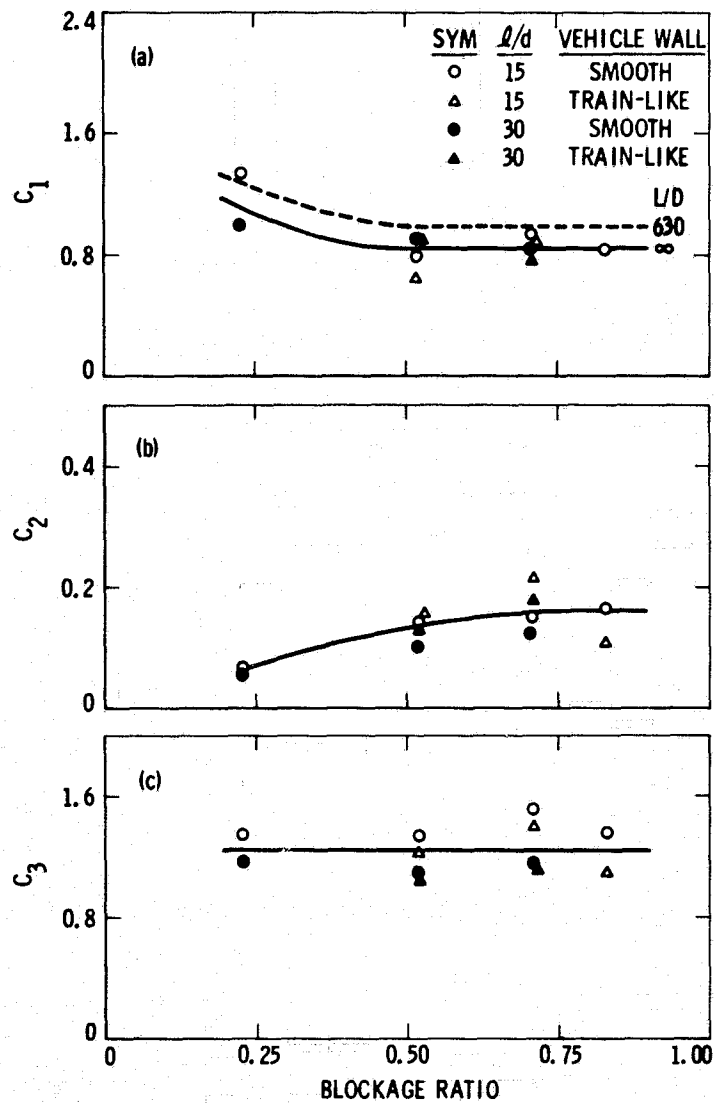 2.4
(a)
SYM ℓ/d VEHICLE WALL
○ 15 SMOOTH
△ 15 TRAIN-LIKE
● 30 SMOOTH
▲ 30 TRAIN-LIKE
1.6
C1
L/D
630
∞
0.8
0
(b)
0.4
C2
0.2
0
(c)
1.6
C3
0.8
0
0 0.25 0.50 0.75 1.00
BLOCKAGE RATIO